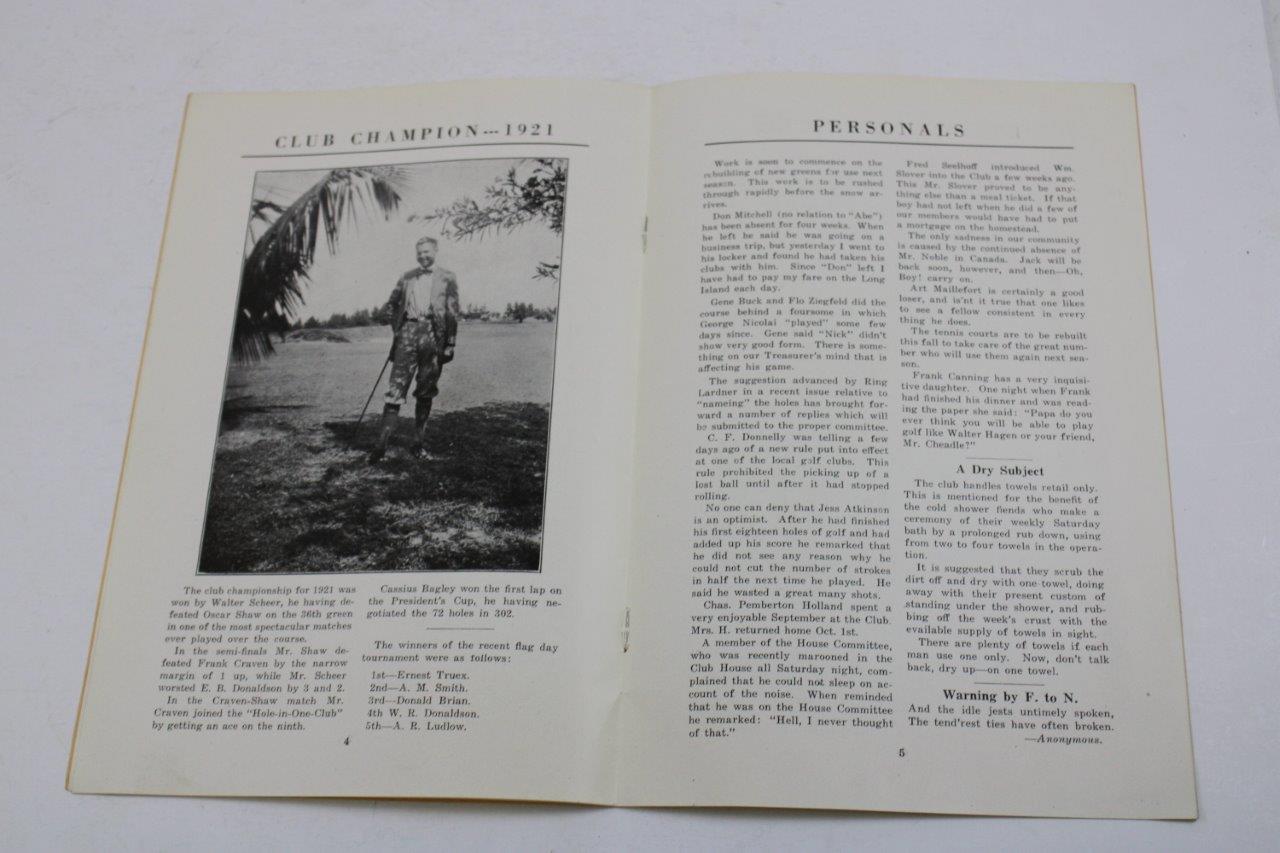 CLUB CHAMPION---1921
The club championship for 1921 was
won by Walter Scheer, he having de-
feated Oscar Shaw on the 36th green
in one of the most spectacular matches
ever played over the course.
In the semi-finals Mr. Shaw de-
feated Frank Craven by the narrow
margin of 1 up, while Mr. Scheer
worsted E. B. Donaldson by 3 and 2.
In the Craven-Shaw match Mr.
Craven joined the "Hole-in-One-Club"
by getting an ace on the ninth.
Cassius Bagley won the first lap on
the President's Cup, he having ne-
gotiated the 72 holes in 302.
The winners of the recent flag day
tournament were as follows:
1st—Ernest Truex.
2nd—A. M. Smith.
3rd—Donald Brian.
4th W. R. Donaldson.
5th—A. R. Ludlow.
4
PERSONALS
Work is soon to commence on the
rebuilding of new greens for use next
season. This work is to be rushed
through rapidly before the snow ar-
rives.
Don Mitchell (no relation to "Abe")
has been absent for four weeks. When
he left he said he was going on a
business trip, but yesterday I went to
his locker and found he had taken his
clubs with him. Since "Don" left I
have had to pay my fare on the Long
Island each day.
Gene Buck and Flo Ziegfeld did the
course behind a foursome in which
George Nicolai "played" some few
days since. Gene said "Nick" didn't
show very good form. There is some-
thing on our Treasurer's mind that is
affecting his game.
The suggestion advanced by Ring
Lardner in a recent issue relative to
"nameing" the holes has brought for-
ward a number of replies which will
be submitted to the proper committee.
C. F. Donnelly was telling a few
days ago of a new rule put into effect
at one of the local golf clubs. This
rule prohibited the picking up of a
lost ball until after it had stopped
rolling.
No one can deny that Jess Atkinson
is an optimist. After he had finished
his first eighteen holes of golf and had
added up his score he remarked that
he did not see any reason why he
could not cut the number of strokes
in half the next time he played. He
said he wasted a great many shots.
Chas. Pemberton Holland spent a
very enjoyable September at the Club.
Mrs. H. returned home Oct. 1st.
A member of the House Committee,
who was recently marooned in the
Club House all Saturday night, com-
plained that he could not sleep on ac-
count of the noise. When reminded
that he was on the House Committee
he remarked: "Hell, I never thought
of that."
Fred Seelhoff introduced Wm.
Slover into the Club a few weeks ago.
This Mr. Slover proved to be any-
thing else than a meal ticket. If that
boy had not left when he did a few of
our members would have had to put
a mortgage on the homestead.
The only sadness in our community
is caused by the continued absence of
Mr. Noble in Canada. Jack will be
back soon, however, and then—Oh,
Boy! carry on.
Art Maillefort is certainly a good
loser, and is'nt it true that one likes
to see a fellow consistent in every
thing he does.
The tennis courts are to be rebuilt
this fall to take care of the great num-
ber who will use them again next sea-
son.
Frank Canning has a very inquisi-
tive daughter. One night when Frank
had finished his dinner and was read-
ing the paper she said: "Papa do you
ever think you will be able to play
golf like Walter Hagen or your friend,
Mr. Cheadle?"
A Dry Subject
The club handles towels retail only.
This is mentioned for the benefit of
the cold shower fiends who make a
ceremony of their weekly Saturday
bath by a prolonged rub down, using
from two to four towels in the opera-
tion.
It is suggested that they scrub the
dirt off and dry with one towel, doing
away with their present custom of
standing under the shower, and rub-
bing off the week's crust with the
available supply of towels in sight.
There are plenty of towels if each
man use one only. Now, don't talk
back, dry up—on one towel.
Warning by F. to N.
And the idle jests untimely spoken,
The tend'rest ties have often broken.
—Anonymous.
5